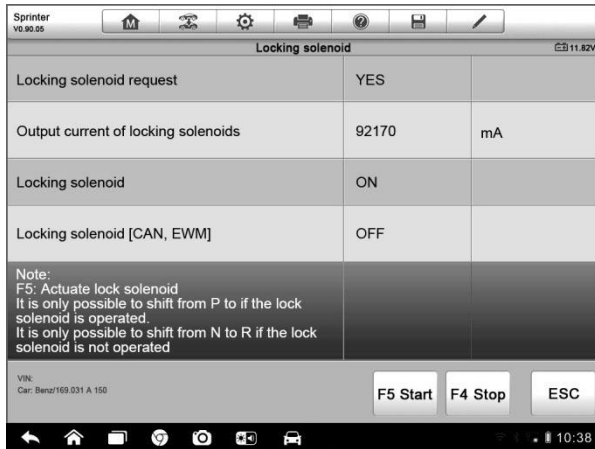 Sprinter
V0.90.05
Locking solenoid
11.82V
Locking solenoid request YES
Output current of locking solenoids 92170 mA
Locking solenoid ON
Locking solenoid [CAN, EWM] OFF
Note:
F5: Actuate lock solenoid
It is only possible to shift from P to if the lock
solenoid is operated.
It is only possible to shift from N to R if the lock
solenoid is not operated
VIN:
Car: Benz/169.031 A 150
F5 Start F4 Stop ESC
10:38